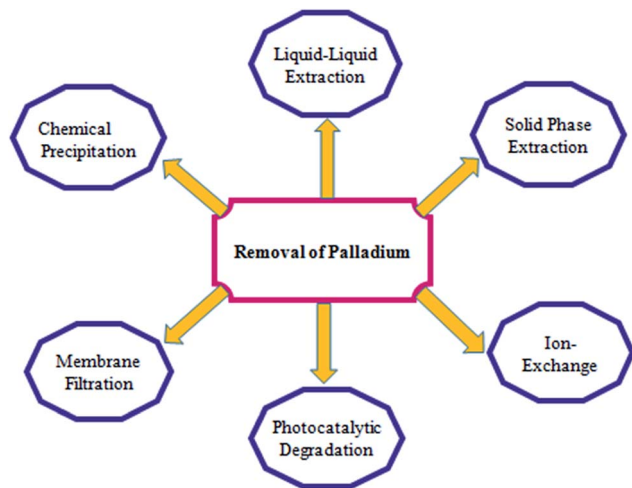 Liquid-Liquid
Extraction
Chemical
Precipitation
Solid Phase
Extraction
Removal of Palladium
Membrane
Filtration
Ion-
Exchange
Photocatalytic
Degradation